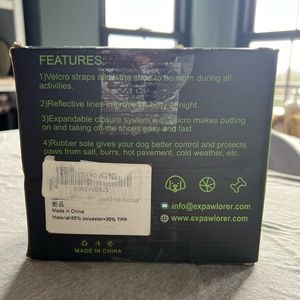 FEATURES:
1)Velcro straps allow the shoe to be worn during all
activities.
2)Reflective lines improve visibility at night.
3)Expandable closure system with velcro makes putting
on and taking off the shoes easy and fast.
4)Rubber sole gives your dog better control and protects
paws from salt, burrs, hot pavement, cold weather, etc
新品
Made in China
Material:65% polyester+35% TPR
info@expawlorer.com
www.expawlorer.com
MADE IN CHINA